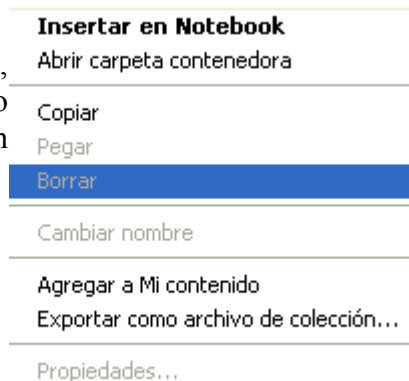 Insertar en Notebook
Abrir carpeta contenedora
Copiar
Pegar
Borrar
Cambiar nombre
Agregar a Mi contenido
Exportar como archivo de colección...
Propiedades...